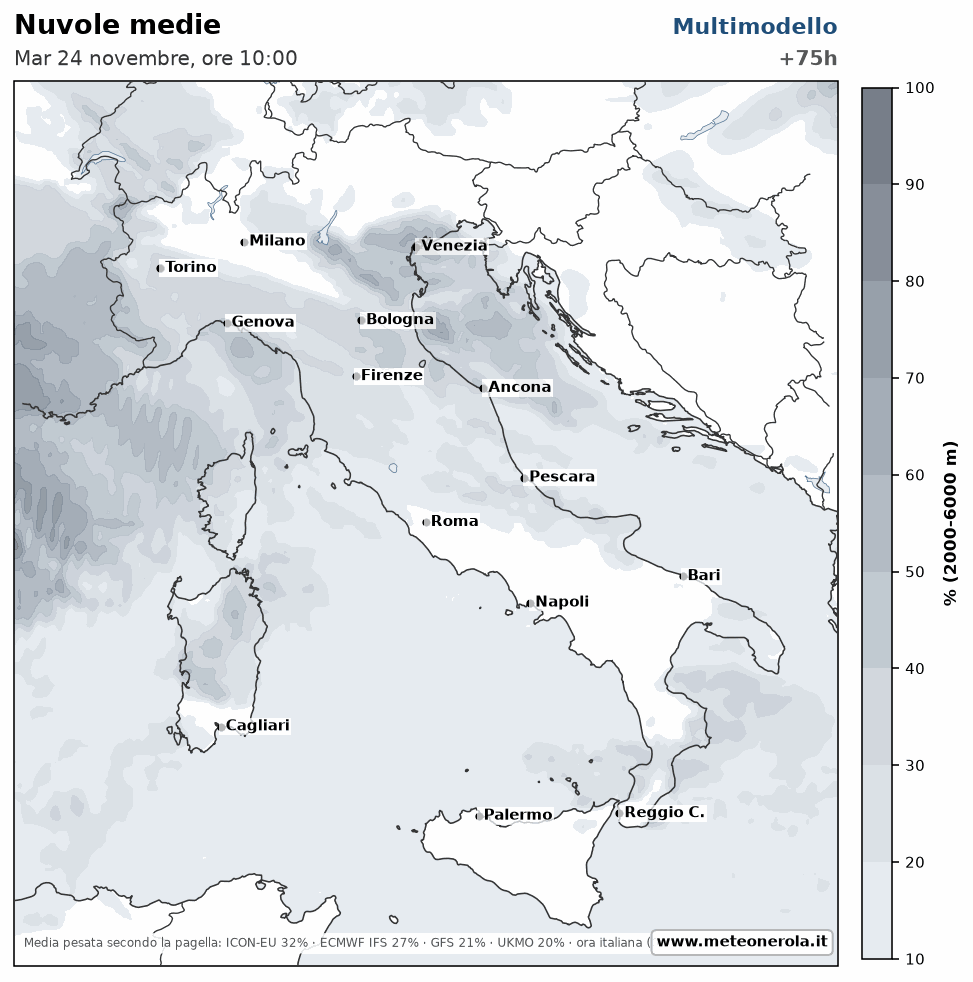 Nuvole medie
Multimodello
Mar 24 novembre, ore 10:00
+75h
100
90
80
70
60
50
40
30
20
10
% (2000-6000 m)
Milano
Venezia
Torino
Genova
Bologna
Firenze
Ancona
Pescara
Roma
Bari
Napoli
Cagliari
Palermo
Reggio C.
Media pesata secondo la pagella: ICON-EU 32% · ECMWF IFS 27% · GFS 21% · UKMO 20% · ora italiana (
www.meteonerola.it